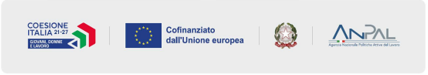 COESIONE
ITALIA 21-27
GIOVANI, DONNE
E LAVORO
Cofinanziato
dall'Unione europea
ANPAL
Agenzia Nazionale Politiche Attive del Lavoro